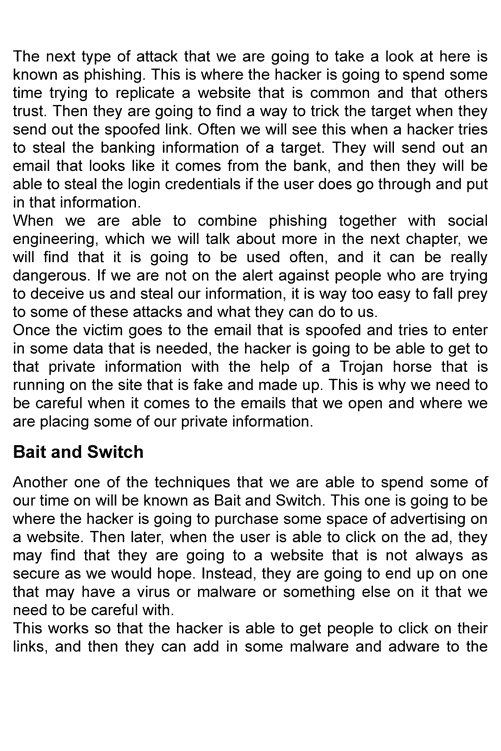 The next type of attack that we are going to take a look at here is
known as phishing. This is where the hacker is going to spend some
time trying to replicate a website that is common and that others
trust. Then they are going to find a way to trick the target when they
send out the spoofed link. Often we will see this when a hacker tries
to steal the banking information of a target. They will send out an
email that looks like it comes from the bank, and then they will be
able to steal the login credentials if the user does go through and put
in that information.
When we are able to combine phishing together with social
engineering, which we will talk about more in the next chapter, we
will find that it is going to be used often, and it can be really
dangerous. If we are not on the alert against people who are trying
to deceive us and steal our information, it is way too easy to fall prey
to some of these attacks and what they can do to us.
Once the victim goes to the email that is spoofed and tries to enter
in some data that is needed, the hacker is going to be able to get to
that private information with the help of a Trojan horse that is
running on the site that is fake and made up. This is why we need to
be careful when it comes to the emails that we open and where we
are placing some of our private information.
Bait and Switch
Another one of the techniques that we are able to spend some of
our time on will be known as Bait and Switch. This one is going to be
where the hacker is going to purchase some space of advertising on
a website. Then later, when the user is able to click on the ad, they
may find that they are going to a website that is not always as
secure as we would hope. Instead, they are going to end up on one
that may have a virus or malware or something else on it that we
need to be careful with.
This works so that the hacker is able to get people to click on their
links, and then they can add in some malware and adware to the